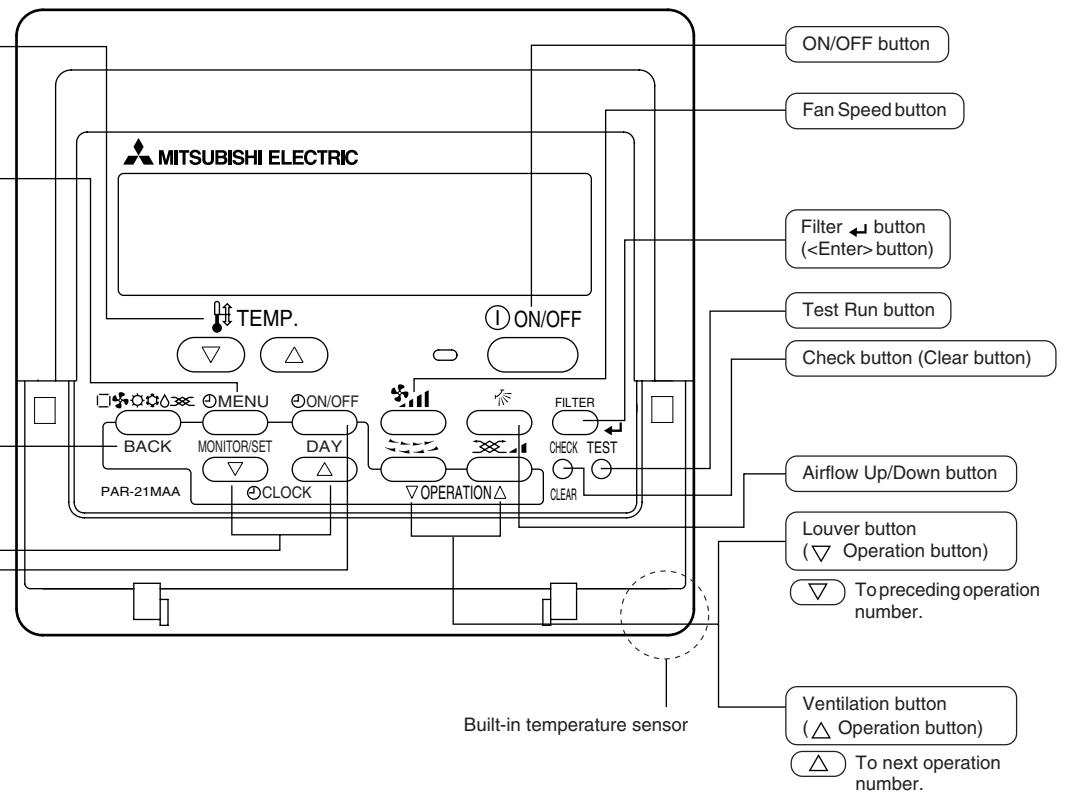 ON/OFF button
Fan Speed button
MITSUBISHI ELECTRIC
Filter ↵ button
(<Enter> button)
TEMP.
ON/OFF
Test Run button
Check button (Clear button)
MENU
ON/OFF
FILTER
BACK
MONITOR/SET
DAY
CHECK
TEST
PAR-21MAA
CLOCK
▽OPERATION△
CLEAR
Airflow Up/Down button
Louver button
(▽ Operation button)
▽ To preceding operation
number.
Built-in temperature sensor
Ventilation button
(△ Operation button)
△ To next operation
number.